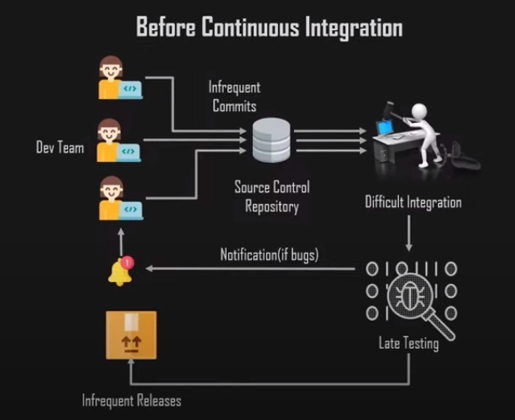 Before Continuous Integration
Infrequent
Commits
Dev Team
</>
</>
</>
Source Control
Repository
Difficult Integration
Notification(if bugs)
1
Late Testing
Infrequent Releases